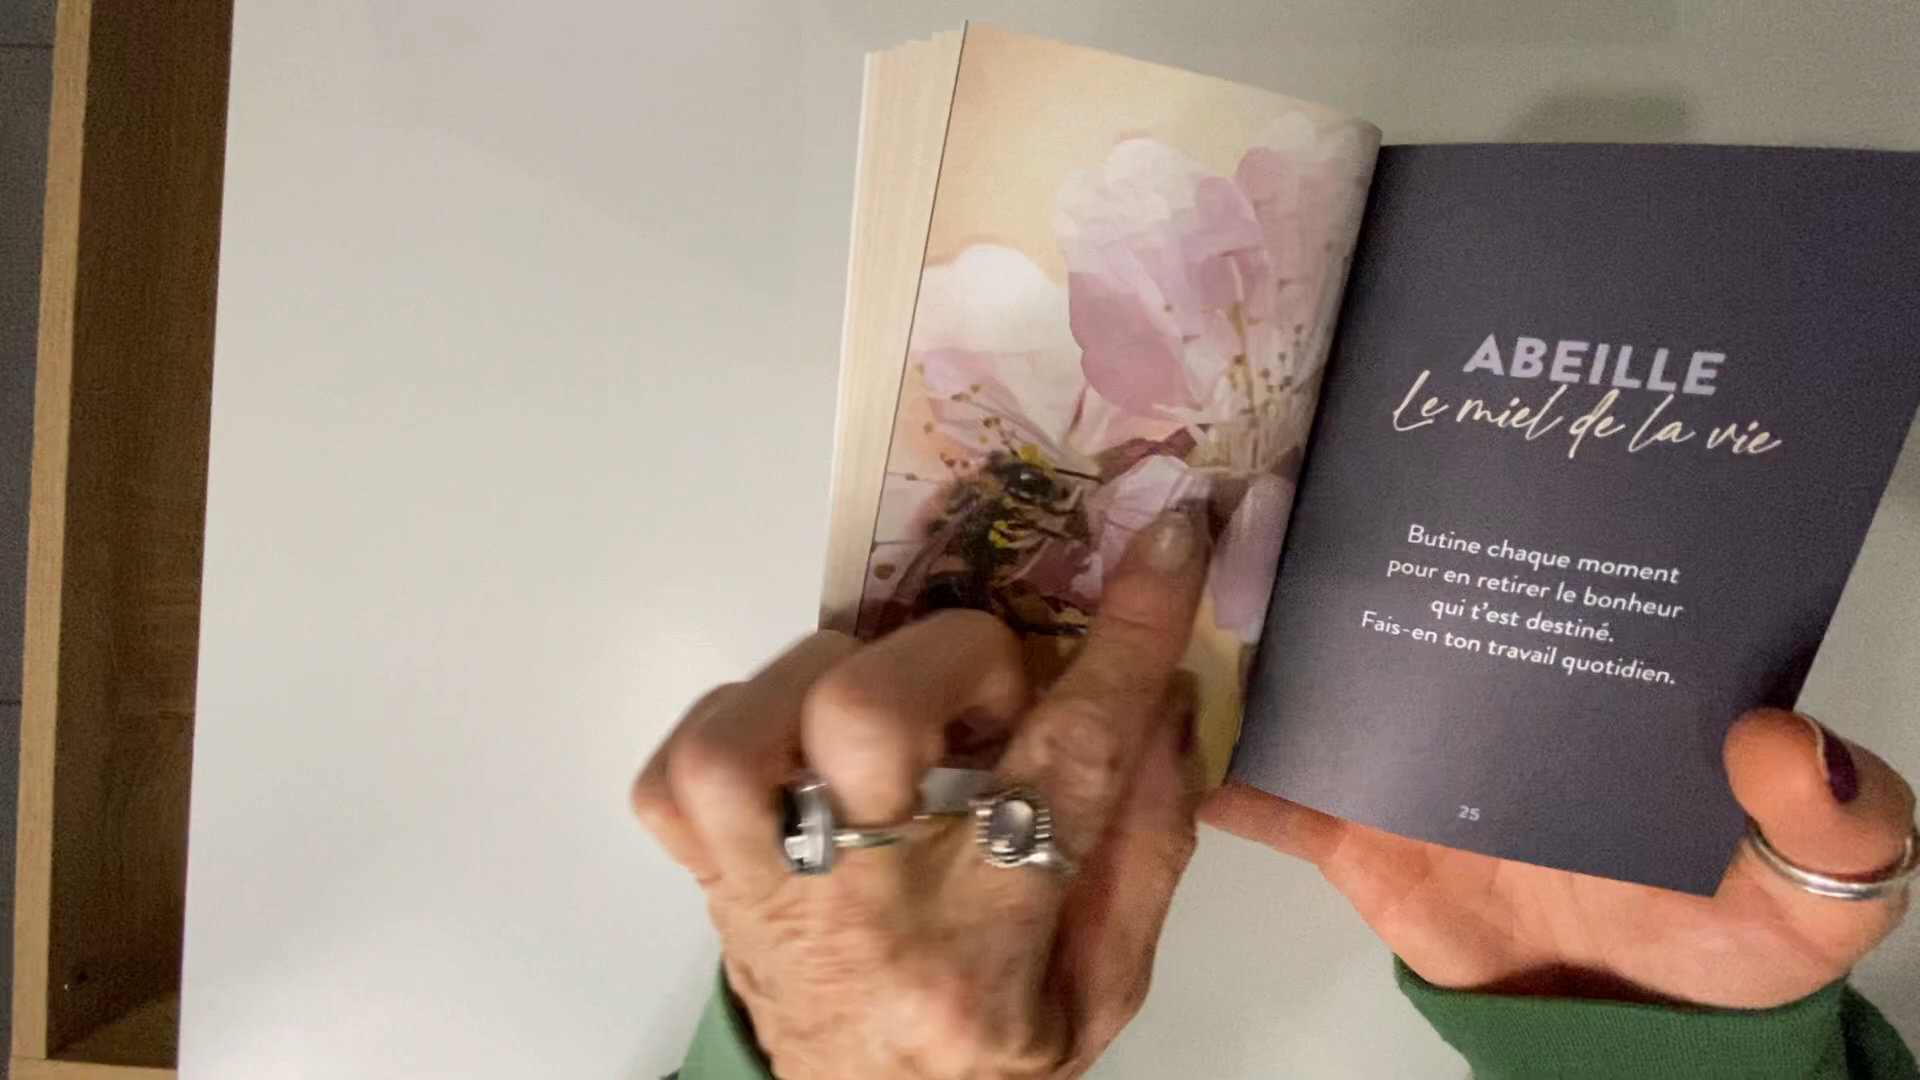 ABEILLE
Le miel de la vie
Butine chaque moment
pour en retirer le bonheur
qui t'est destiné.
Fais-en ton travail quotidien.
25